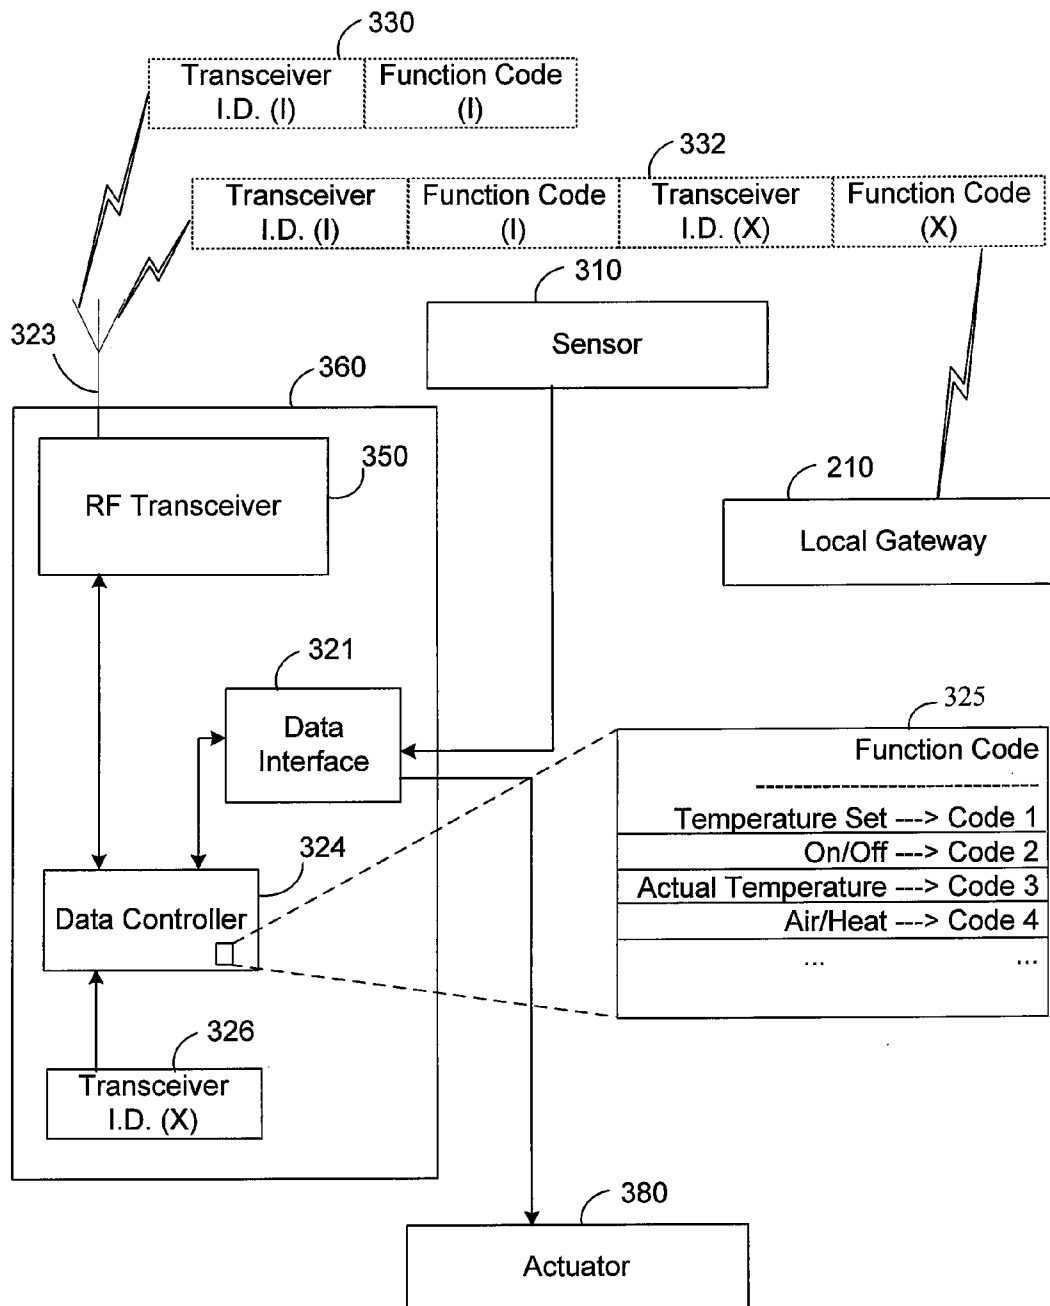 330
Transceiver I.D. (I)
Function Code (I)
332
Transceiver I.D. (I)
Function Code (I)
Transceiver I.D. (X)
Function Code (X)
310
Sensor
323
360
350
RF Transceiver
210
Local Gateway
321
Data Interface
325
Function Code
--------------------------
Temperature Set ---> Code 1
On/Off ---> Code 2
Actual Temperature ---> Code 3
Air/Heat ---> Code 4
... ...
324
Data Controller
326
Transceiver I.D. (X)
380
Actuator